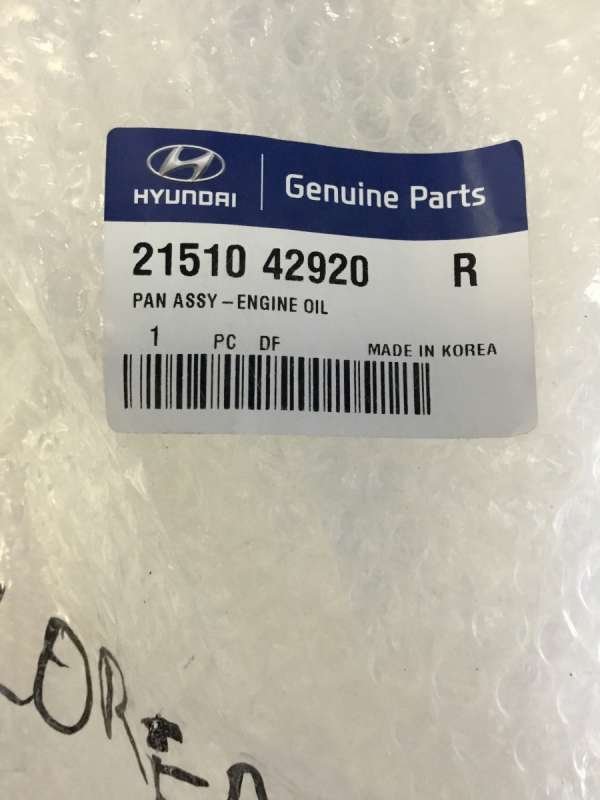 HYUNDAI
Genuine Parts
21510 42920 R
PAN ASSY-ENGINE OIL
1 PC DF MADE IN KOREA